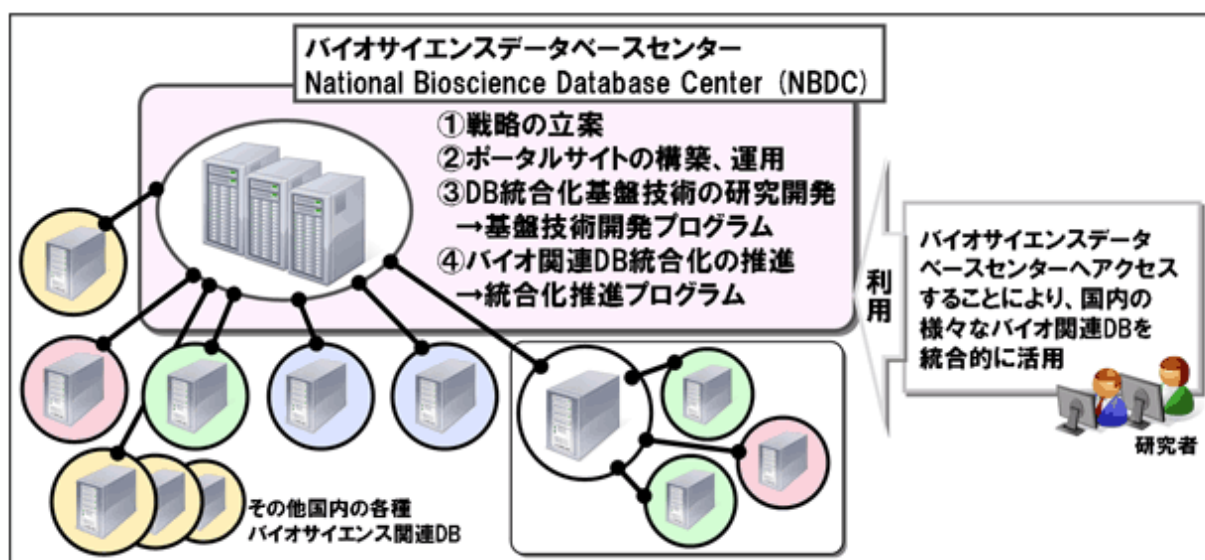 バイオサイエンスデータベースセンター
National Bioscience Database Center (NBDC)
①戦略の立案
②ポータルサイトの構築、運用
③DB統合化基盤技術の研究開発
→基盤技術開発プログラム
④バイオ関連DB統合化の推進
→統合化推進プログラム
利用
バイオサイエンスデータ
ベースセンターへアクセス
することにより、国内の
様々なバイオ関連DBを
統合的に活用
研究者
その他国内の各種
バイオサイエンス関連DB